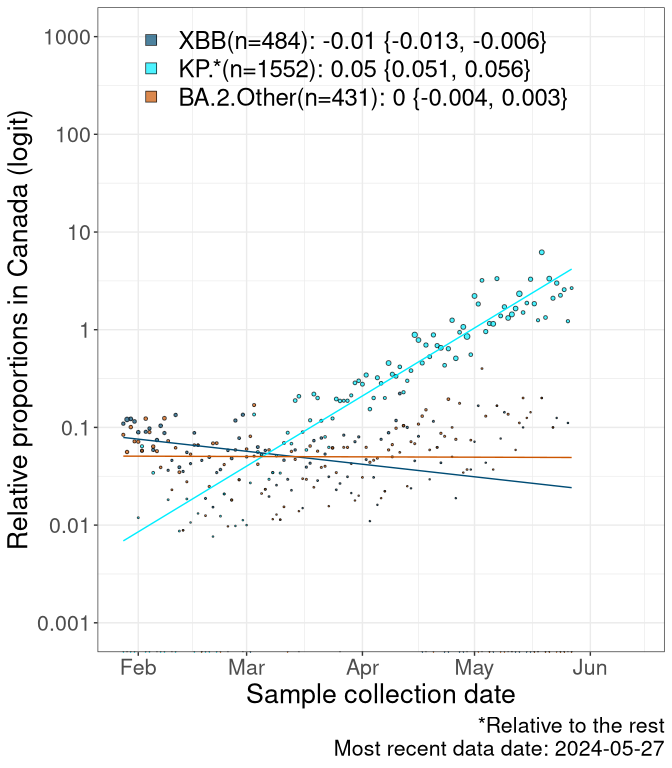 XBB(n=484): -0.01 {-0.013, -0.006}
KP.*(n=1552): 0.05 {0.051, 0.056}
BA.2.Other(n=431): 0 {-0.004, 0.003}
Relative proportions in Canada (logit)
1000
100
10
1
0.1
0.01
0.001
Feb Mar Apr May Jun
Sample collection date
*Relative to the rest
Most recent data date: 2024-05-27